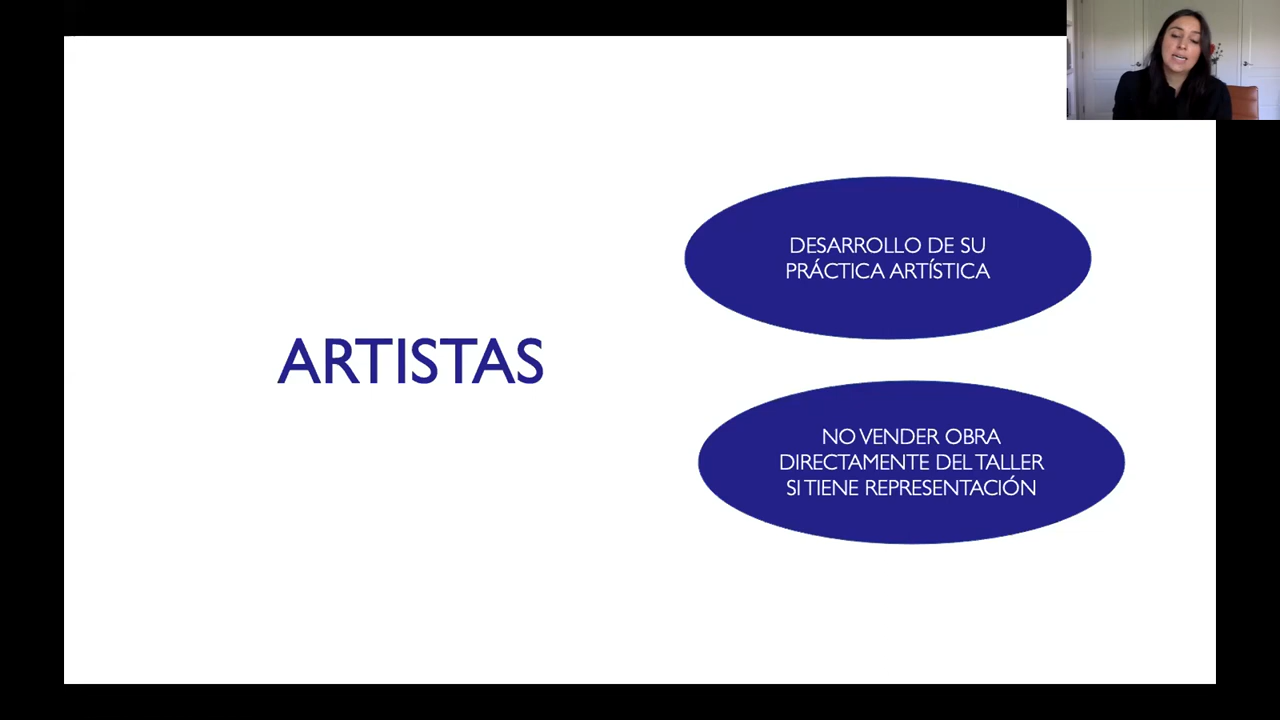 ARTISTAS
DESARROLLO DE SU
PRÁCTICA ARTÍSTICA
NO VENDER OBRA
DIRECTAMENTE DEL TALLER
SI TIENE REPRESENTACIÓN